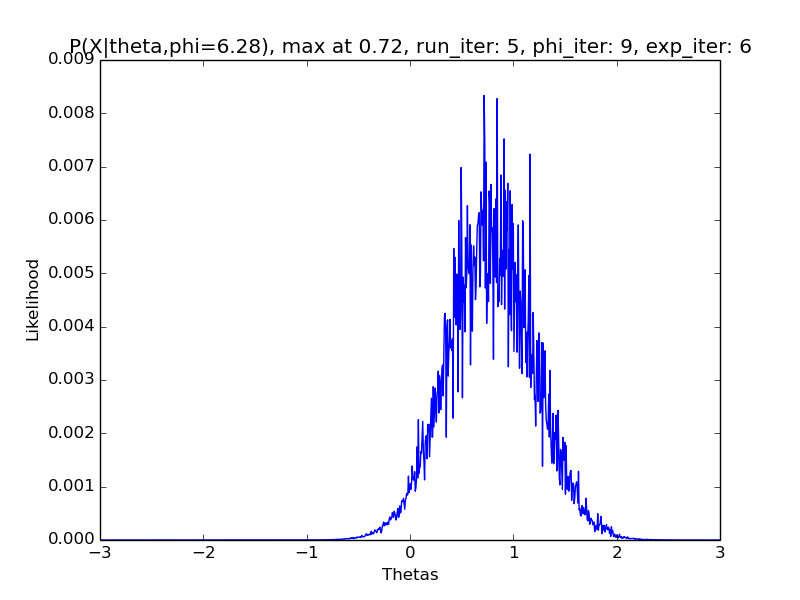 P(X|theta,phi=6.28), max at 0.72, run_iter: 5, phi_iter: 9, exp_iter: 6
0.009
0.008
0.007
0.006
0.005
0.004
0.003
0.002
0.001
0.000
Likelihood
−3 −2 −1 0 1 2 3
Thetas